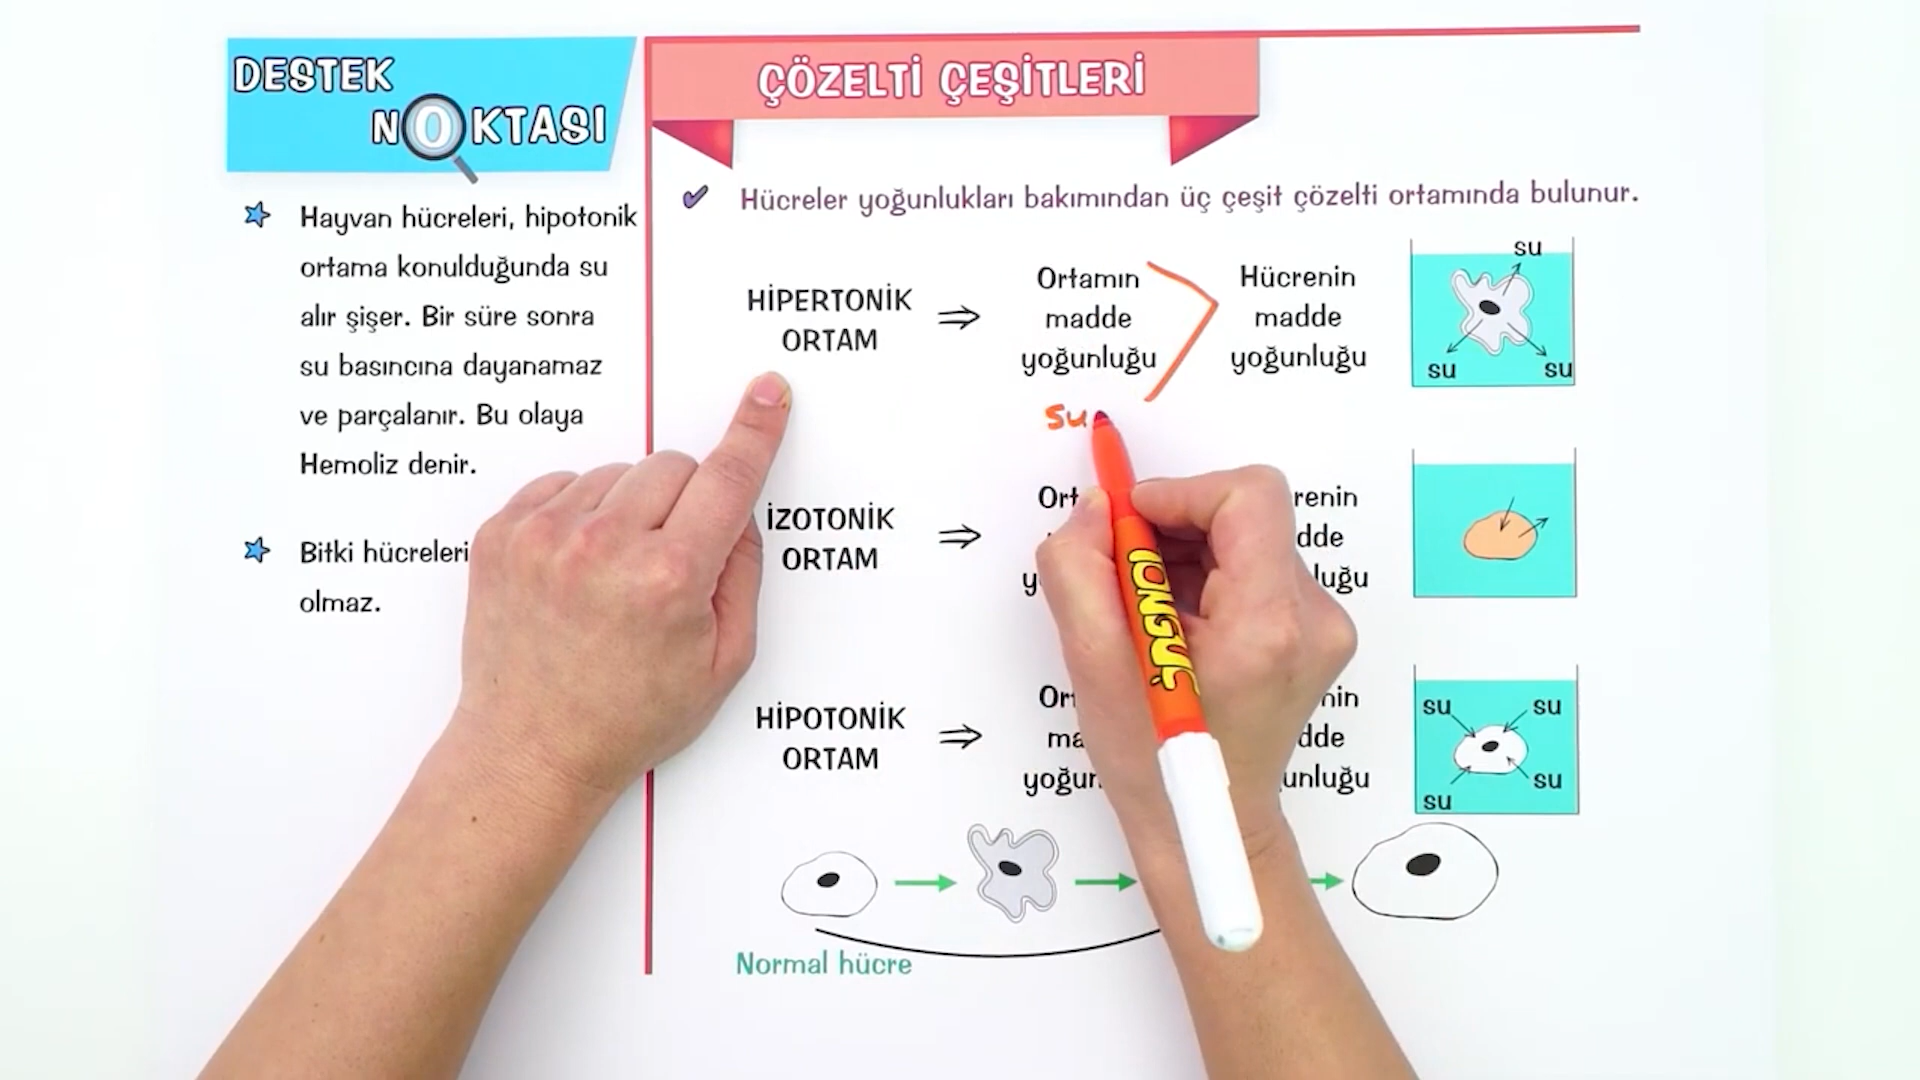 DESTEK
NOKTASI
Hayvan hücreleri, hipotonik
ortama konulduğunda su
alır şişer. Bir süre sonra
su basıncına dayanamaz
ve parçalanır. Bu olaya
Hemoliz denir.
Bitki hücreleri
olmaz.
ÇÖZELTİ ÇEŞİTLERİ
Hücreler yoğunlukları bakımından üç çeşit çözelti ortamında bulunur.
HİPERTONİK
ORTAM
Ortamın
madde
yoğunluğu
Hücrenin
madde
yoğunluğu
su
su
su
su
İZOTONİK
ORTAM
HİPOTONİK
ORTAM
su
su
su
su
Normal hücre
TONGUÇ